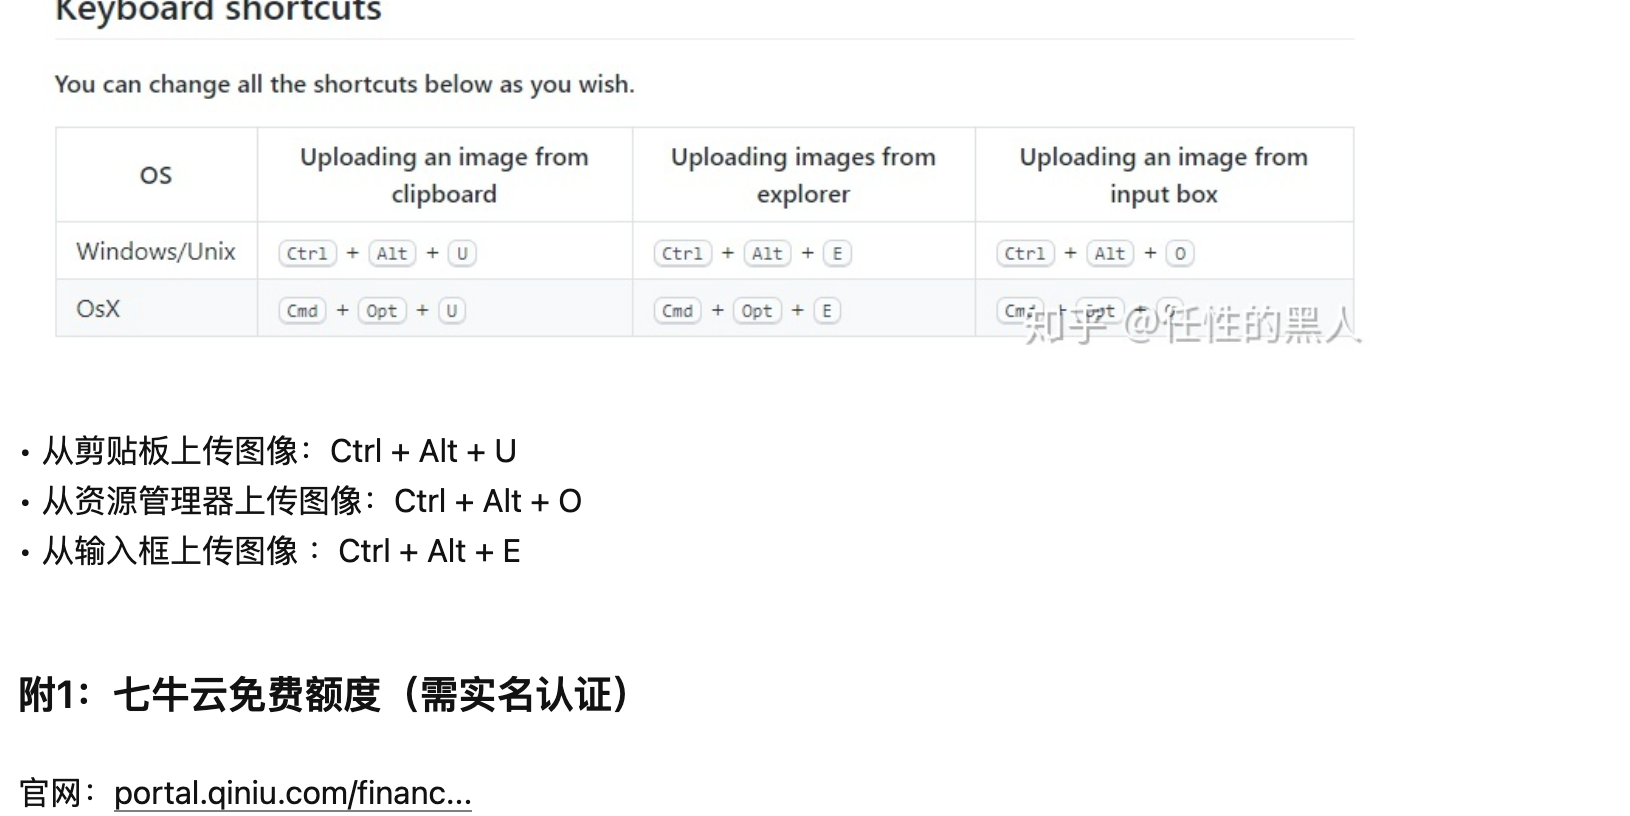 Keyboard shortcuts
You can change all the shortcuts below as you wish.
OS
Uploading an image from
clipboard
Uploading images from
explorer
Uploading an image from
input box
Windows/Unix
Ctrl + Alt + U
Ctrl + Alt + E
Ctrl + Alt + O
OsX
Cmd + Opt + U
Cmd + Opt + E
Cmd + Opt + O
知乎 @任性的黑人
• 从剪贴板上传图像：Ctrl + Alt + U
• 从资源管理器上传图像：Ctrl + Alt + O
• 从输入框上传图像 ：Ctrl + Alt + E
附1：七牛云免费额度（需实名认证）
官网：portal.qiniu.com/financ...